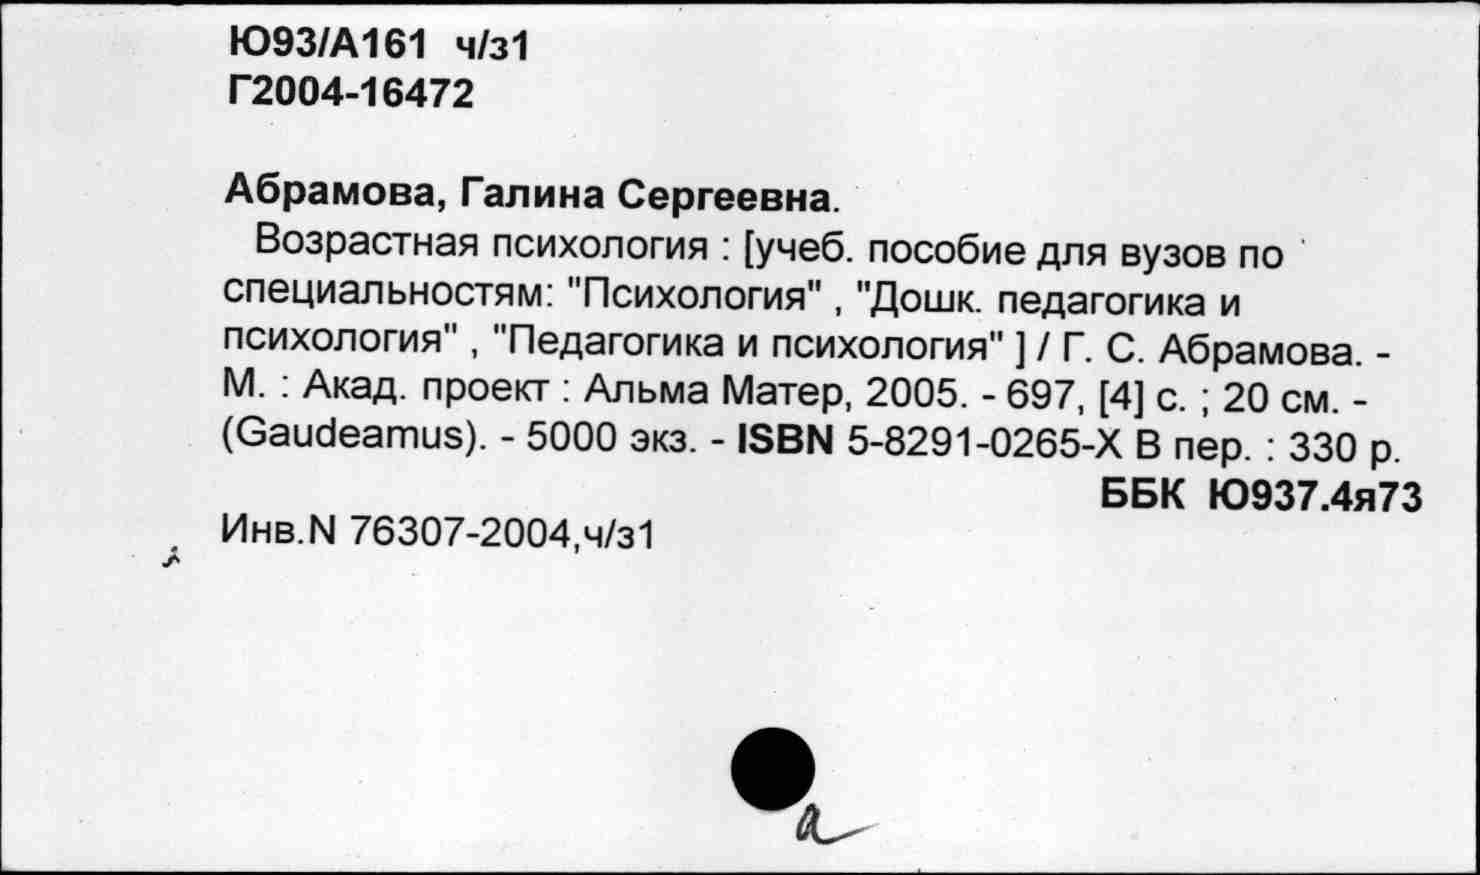 Ю93/А161 ч/з1
Г2004-16472
Абрамова, Галина Сергеевна.
Возрастная психология : [учеб. пособие для вузов по
специальностям: "Психология" , "Дошк. педагогика и
психология" , "Педагогика и психология" ] / Г. С. Абрамова. -
М. : Акад. проект : Альма Матер, 2005. - 697, [4] с. ; 20 см. -
(Gaudeamus). - 5000 экз. - ISBN 5-8291-0265-X В пер. : 330 р.
ББК Ю937.4я73
Инв.N 76307-2004,ч/з1
а